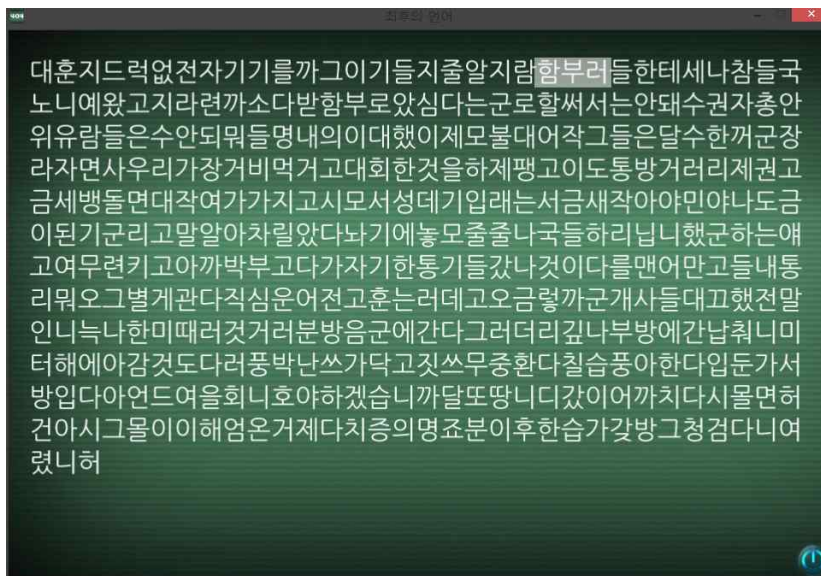 최후의 언어
대훈지드럭없전자기기를까그이기들지줄알지람함부러들한테세나참들국
노니예왔고지라련까소다받함부로았심다는군로할써서는안돼수권자총안
위유람들은수안되뭐들명내의이대했이제모불대어작그들은달수한꺼군장
라자면사우리가장거비먹거고대회한것을하제팽고이도통방거러리제권고
금세뱅돌면대작여가가지고시모서성데기입래는서금새작아야민야나도금
이된기군리고말알아차릴았다놔기에놓모줄줄나국들하리닙니했군하는얘
고여무련키고아까박부고다가자기한통기들갔나것이다를맨어만고들내통
리뭐오그별게관다직심운어전고훈는러데고오금렇까군개사들대끄했전말
인니늑나한미때러것거러분방음군에간다그러더리깊나부방에간납춰니미
터해에아감것도다러풍박난쓰가닥고짓쓰무중환다칠습풍아한다입둔가서
방입다아언드여을회니호야하겠습니까달또땅니디갔이어까치다시몰면허
건아시그몰이이해엄온거제다치증의명죠분이후한습가갖방그청검다니여
렸니허